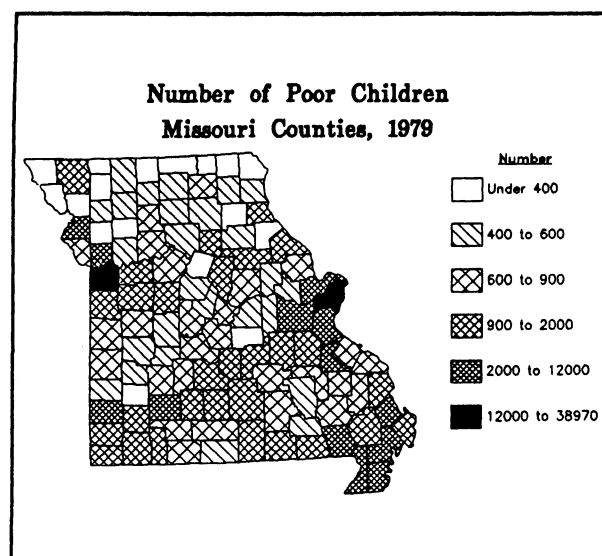 Number of Poor Children
Missouri Counties, 1979
Number
Under 400
400 to 600
600 to 900
900 to 2000
2000 to 12000
12000 to 38970